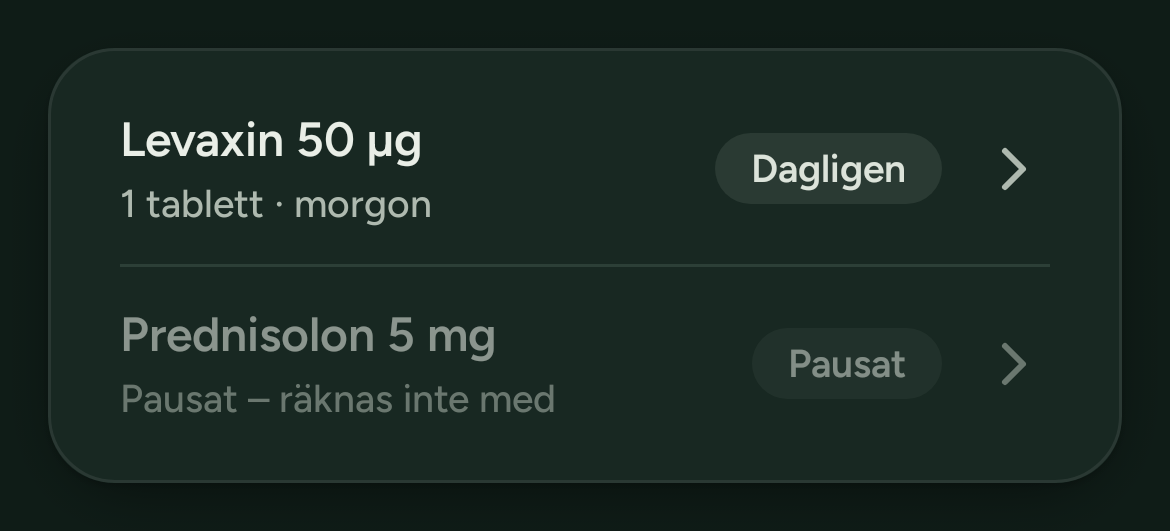 Levaxin 50 µg
1 tablett · morgon
Dagligen
Prednisolon 5 mg
Pausat – räknas inte med
Pausat